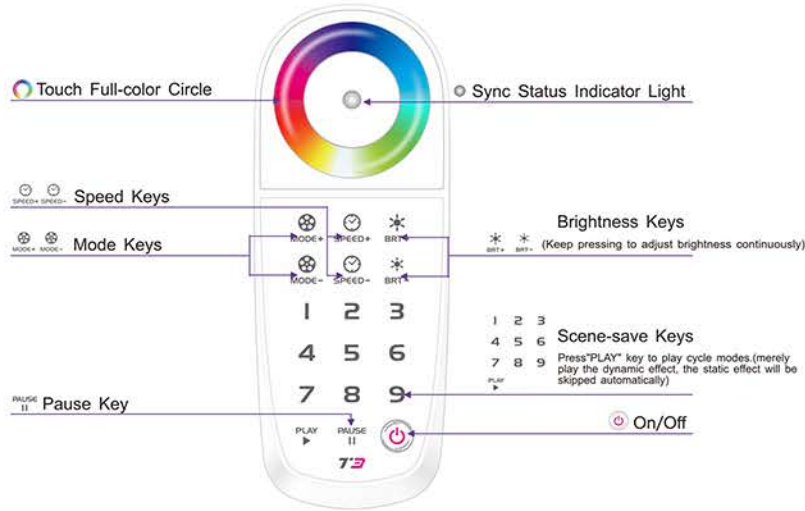 Touch Full-color Circle
Sync Status Indicator Light
SPEED+ SPEED- Speed Keys
MODE+ MODE- Mode Keys
MODE+ SPEED+ BRT+
MODE- SPEED- BRT-
Brightness Keys
BRT+ BRT- (Keep pressing to adjust brightness continuously)
1 2 3
4 5 6
7 8 9
PLAY PAUSE
T3
1 2 3
4 5 6
7 8 9
PLAY
Scene-save Keys
Press"PLAY" key to play cycle modes.(merely
play the dynamic effect, the static effect will be
skipped automatically)
PAUSE Pause Key
On/Off